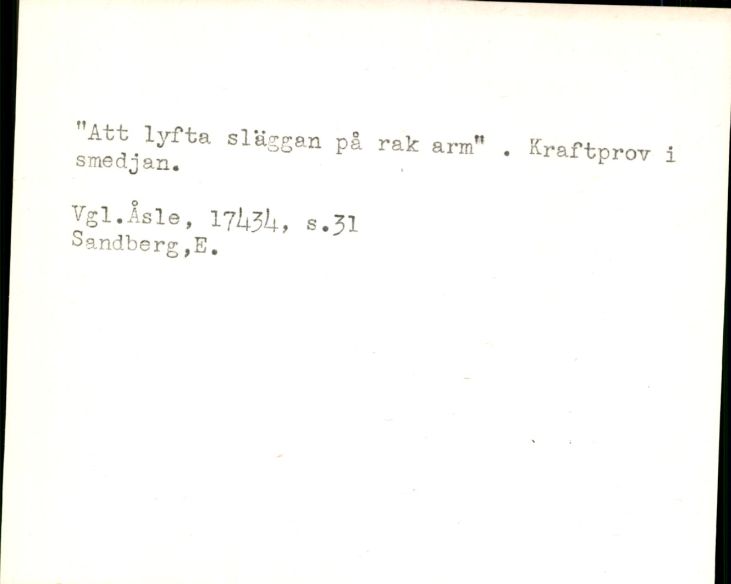 "Att lyfta släggan på rak arm" . Kraftprov i
smedjan.
Vgl.Åsle, 17434, s.31
Sandberg,E.